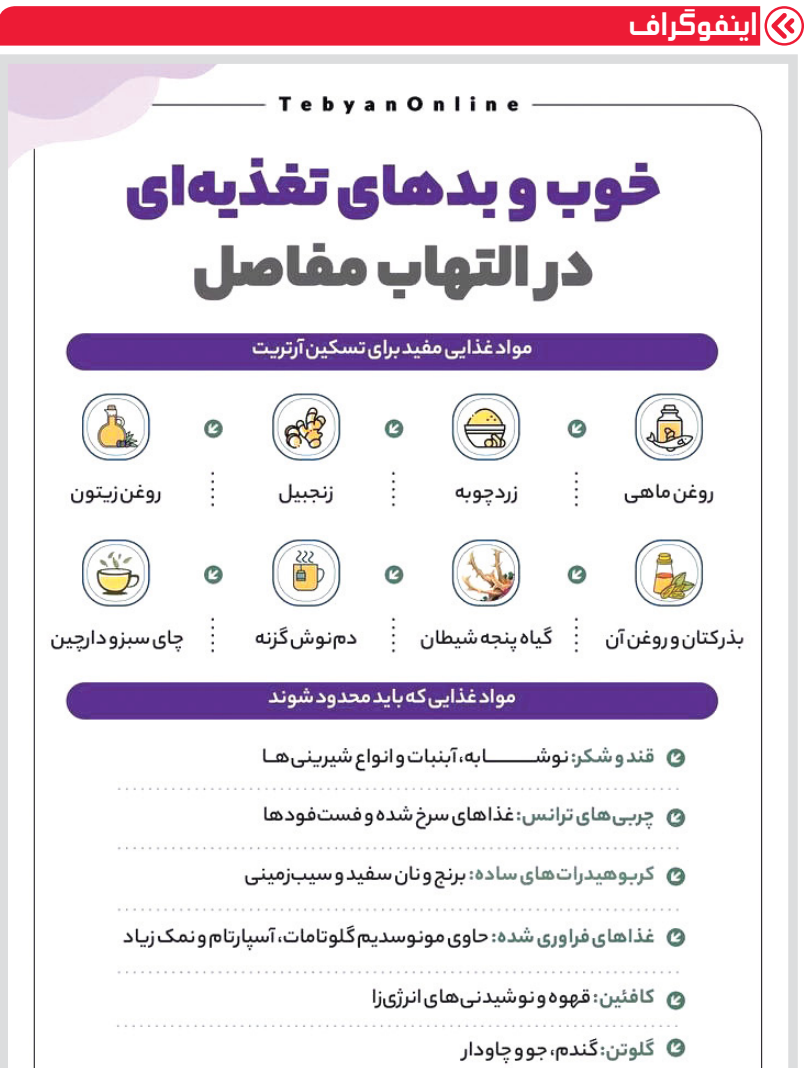 اینفوگراف
TebyanOnline
خوب و بدهای تغذیه‌ای
در التهاب مفاصل
مواد غذایی مفید برای تسکین آرتریت
روغن ماهی
زردچوبه
زنجبیل
روغن زیتون
بذر کتان و روغن آن
گیاه پنجه شیطان
دم‌نوش گزنه
چای سبز و دارچین
مواد غذایی که باید محدود شوند
قند و شکر: نوشـــــــابه، آبنبات و انواع شیرینی‌هـا
چربی‌های ترانس: غذاهای سرخ شده و فست‌فودها
کربوهیدرات‌های ساده: برنج و نان سفید و سیب‌زمینی
غذاهای فراوری شده: حاوی مونوسدیم گلوتامات، آسپارتام و نمک زیاد
کافئین: قهوه و نوشیدنی‌های انرژی‌زا
گلوتن: گندم، جو و چاودار